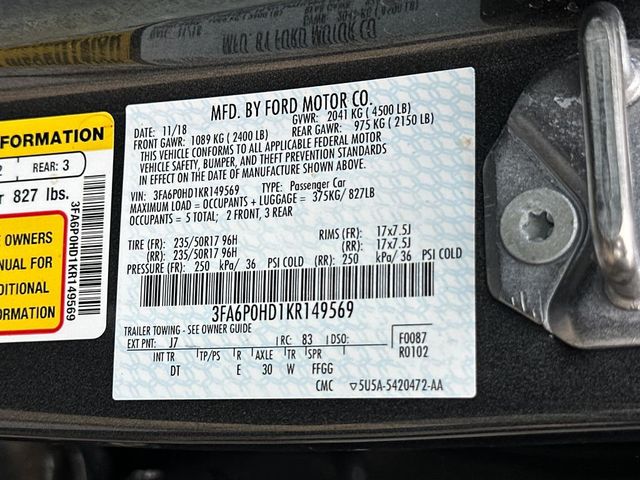 MFD. BY FORD MOTOR CO.
DATE: 11/18 GVWR: 2041 KG ( 4500 LB)
FRONT GAWR: 1089 KG ( 2400 LB) REAR GAWR: 975 KG ( 2150 LB)
THIS VEHICLE CONFORMS TO ALL APPLICABLE FEDERAL MOTOR
VEHICLE SAFETY, BUMPER, AND THEFT PREVENTION STANDARDS
IN EFFECT ON THE DATE OF MANUFACTURE SHOWN ABOVE.
VIN: 3FA6P0HD1KR149569 TYPE: Passenger Car
MAXIMUM LOAD = OCCUPANTS + LUGGAGE = 375KG/ 827LB
OCCUPANTS = 5 TOTAL; 2 FRONT, 3 REAR
TIRE (FR): 235/50R17 96H RIMS (FR): 17x7.5J
(RR): 235/50R17 96H (RR): 17x7.5J
PRESSURE (FR): 250 kPa/ 36 PSI COLD (RR): 250 kPa/ 36 PSI COLD
3FA6P0HD1KR149569
TRAILER TOWING - SEE OWNER GUIDE
EXT PNT: J7 RC: 83 DSO: F0087
R0102
INT TR TP/PS R AXLE TR SPR
DT E 30 W FFGG
CMC ▽5U5A-5420472-AA
FORMATION
2 REAR: 3
r 827 lbs.
OWNERS
NUAL FOR
DITIONAL
ORMATION
3FA6P0HD1KR149569